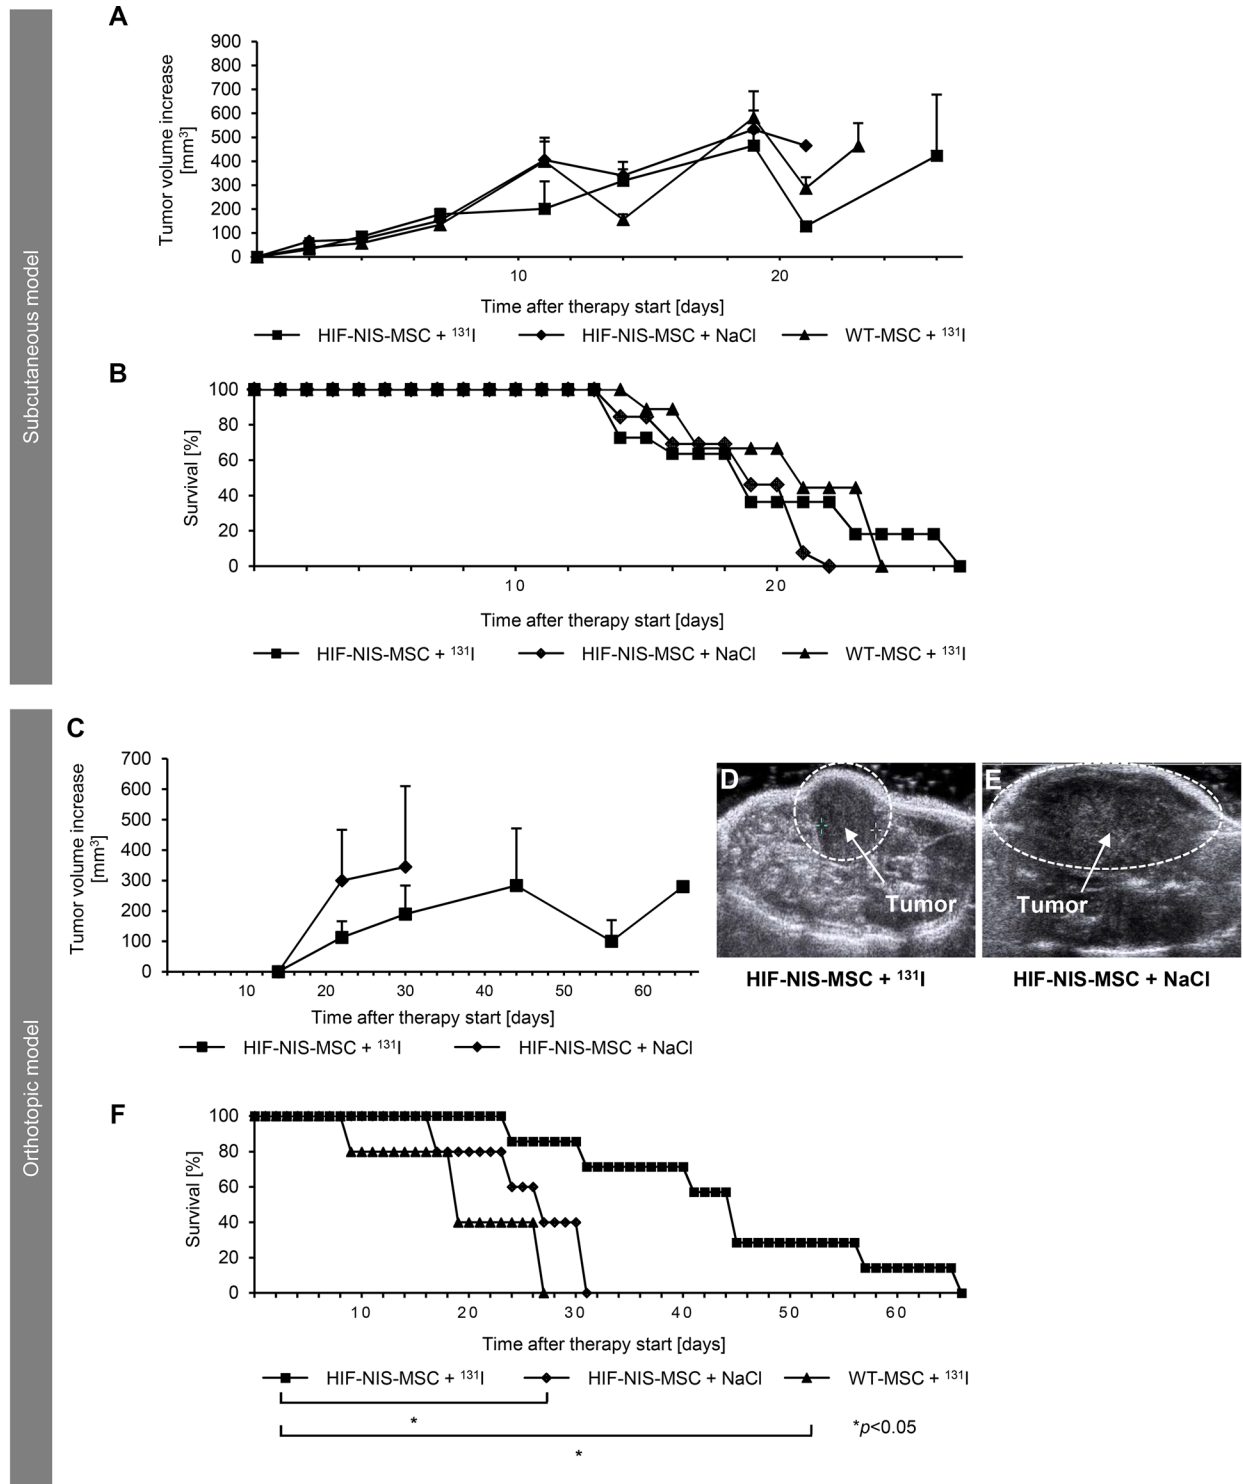 Subcutaneous model
A
Tumor volume increase
[mm³]
900
800
700
600
500
400
300
200
100
0
10 20
Time after therapy start [days]
HIF-NIS-MSC + ¹³¹I HIF-NIS-MSC + NaCl WT-MSC + ¹³¹I
B
Survival [%]
100
80
60
40
20
0
10 20
Time after therapy start [days]
HIF-NIS-MSC + ¹³¹I HIF-NIS-MSC + NaCl WT-MSC + ¹³¹I
Orthotopic model
C
Tumor volume increase
[mm³]
700
600
500
400
300
200
100
0
10 20 30 40 50 60
Time after therapy start [days]
HIF-NIS-MSC + ¹³¹I HIF-NIS-MSC + NaCl
D
Tumor
HIF-NIS-MSC + ¹³¹I
E
Tumor
HIF-NIS-MSC + NaCl
F
Survival [%]
100
80
60
40
20
0
10 20 30 40 50 60
Time after therapy start [days]
HIF-NIS-MSC + ¹³¹I HIF-NIS-MSC + NaCl WT-MSC + ¹³¹I
*
*p<0.05
*